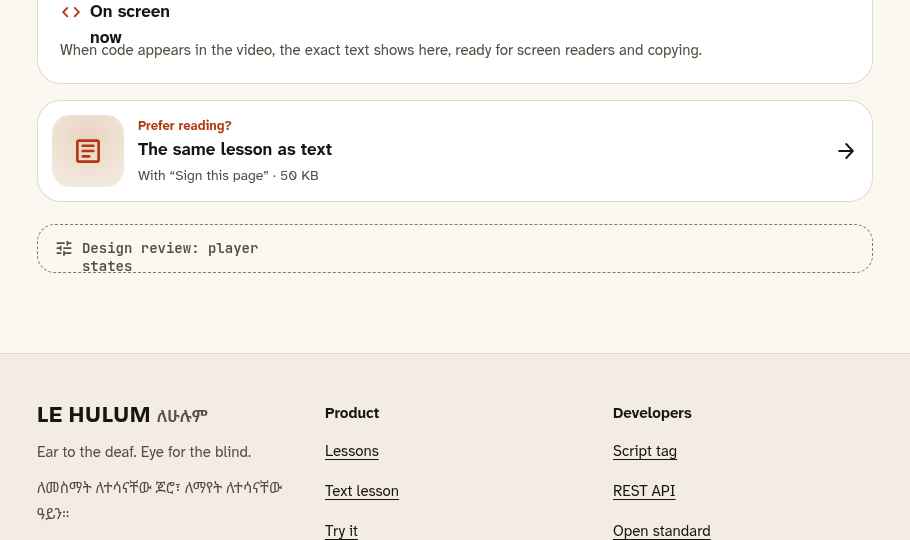 On screen
now
When code appears in the video, the exact text shows here, ready for screen readers and copying.
Prefer reading?
The same lesson as text
With “Sign this page” · 50 KB
Design review: player
states
LE HULUM ለሁሉም
Ear to the deaf. Eye for the blind.
ለመስማት ለተሳናቸው ጆሮ፣ ለማየት ለተሳናቸው
ዓይን።
Product
Lessons
Text lesson
Try it
Developers
Script tag
REST API
Open standard